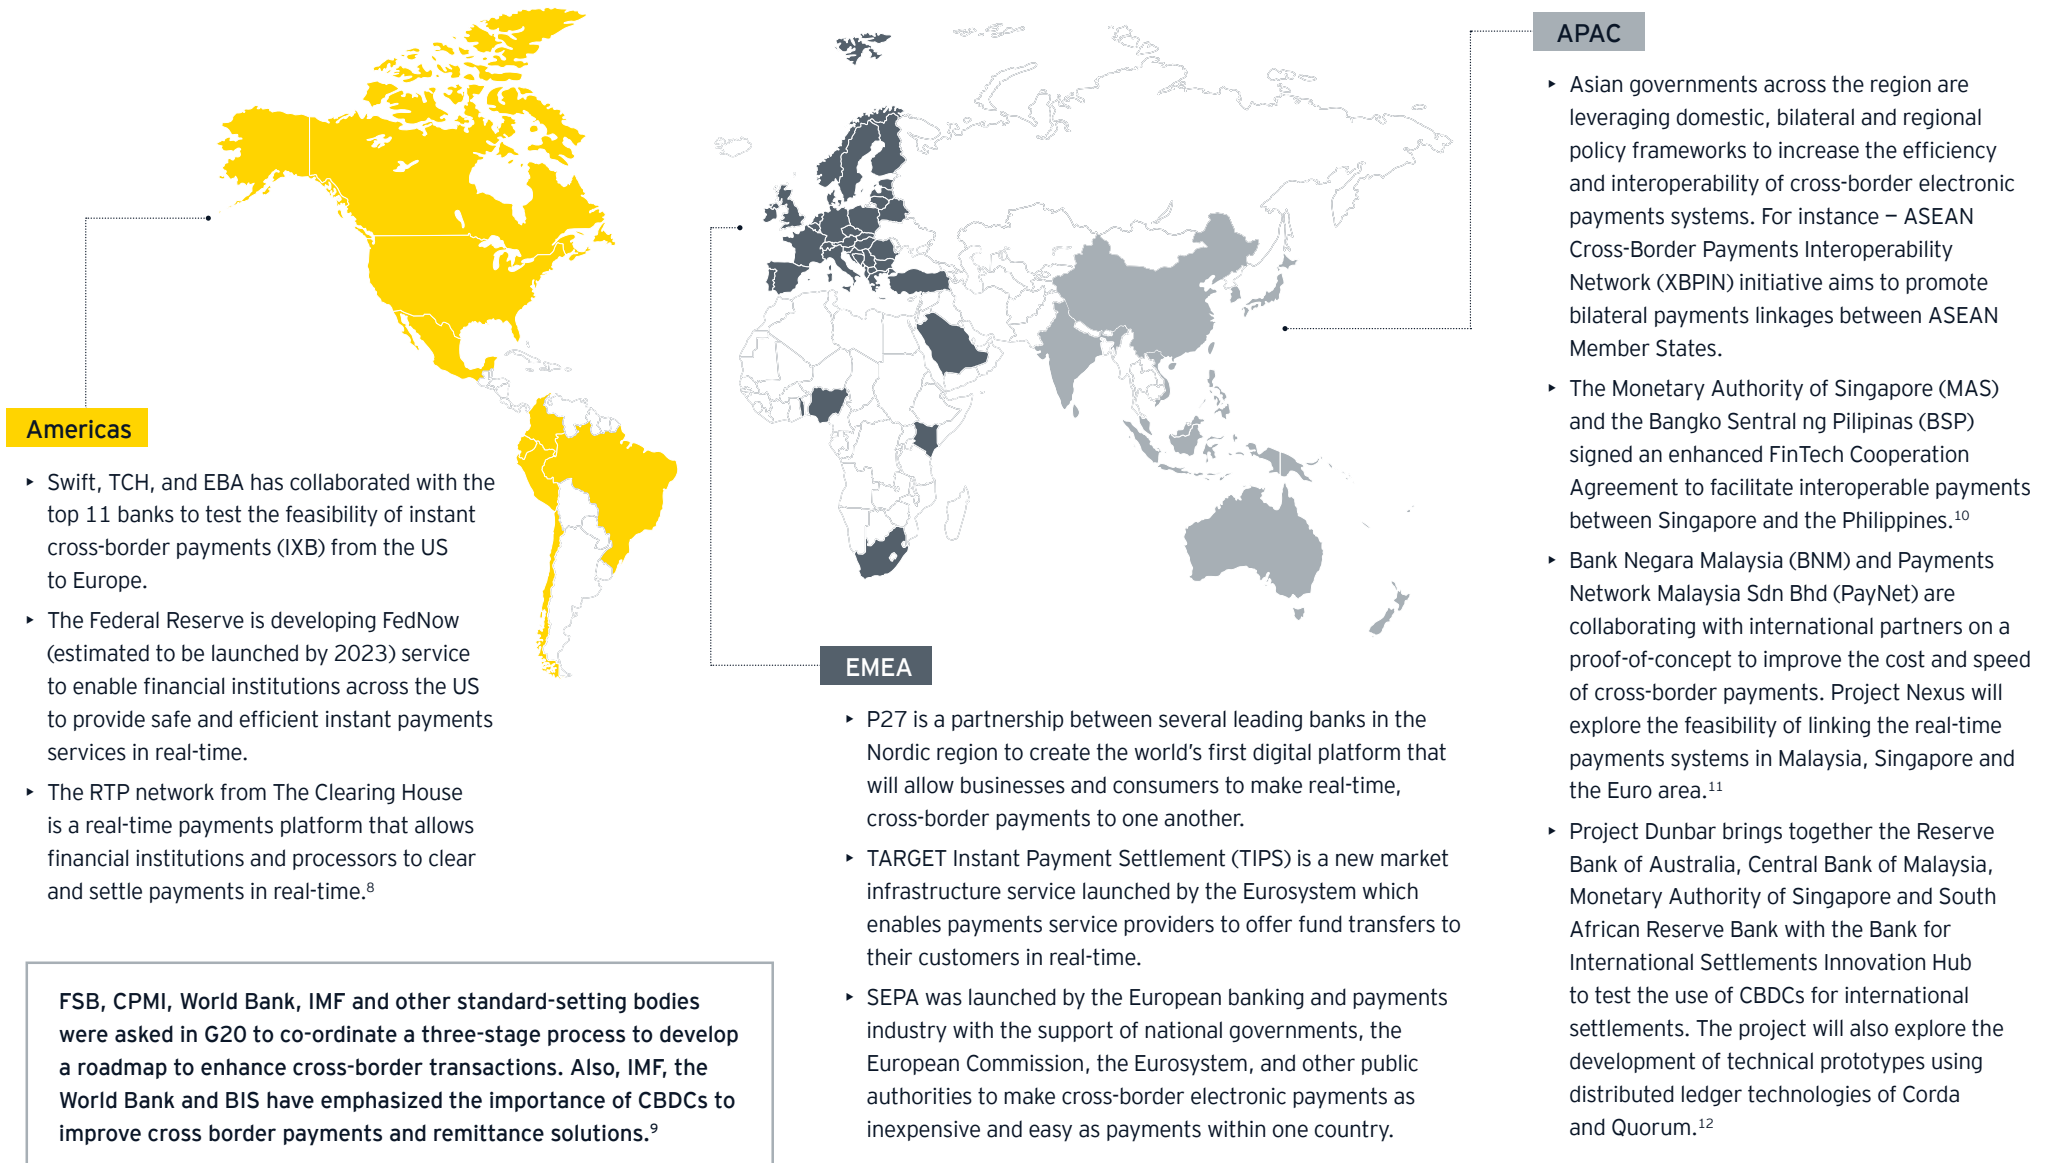 Americas
‣ Swift, TCH, and EBA has collaborated with the
top 11 banks to test the feasibility of instant
cross-border payments (IXB) from the US
to Europe.
‣ The Federal Reserve is developing FedNow
(estimated to be launched by 2023) service
to enable financial institutions across the US
to provide safe and efficient instant payments
services in real-time.
‣ The RTP network from The Clearing House
is a real-time payments platform that allows
financial institutions and processors to clear
and settle payments in real-time.⁸
FSB, CPMI, World Bank, IMF and other standard-setting bodies
were asked in G20 to co-ordinate a three-stage process to develop
a roadmap to enhance cross-border transactions. Also, IMF, the
World Bank and BIS have emphasized the importance of CBDCs to
improve cross border payments and remittance solutions.⁹
EMEA
‣ P27 is a partnership between several leading banks in the
Nordic region to create the world's first digital platform that
will allow businesses and consumers to make real-time,
cross-border payments to one another.
‣ TARGET Instant Payment Settlement (TIPS) is a new market
infrastructure service launched by the Eurosystem which
enables payments service providers to offer fund transfers to
their customers in real-time.
‣ SEPA was launched by the European banking and payments
industry with the support of national governments, the
European Commission, the Eurosystem, and other public
authorities to make cross-border electronic payments as
inexpensive and easy as payments within one country.
APAC
‣ Asian governments across the region are
leveraging domestic, bilateral and regional
policy frameworks to increase the efficiency
and interoperability of cross-border electronic
payments systems. For instance – ASEAN
Cross-Border Payments Interoperability
Network (XBPIN) initiative aims to promote
bilateral payments linkages between ASEAN
Member States.
‣ The Monetary Authority of Singapore (MAS)
and the Bangko Sentral ng Pilipinas (BSP)
signed an enhanced FinTech Cooperation
Agreement to facilitate interoperable payments
between Singapore and the Philippines.¹⁰
‣ Bank Negara Malaysia (BNM) and Payments
Network Malaysia Sdn Bhd (PayNet) are
collaborating with international partners on a
proof-of-concept to improve the cost and speed
of cross-border payments. Project Nexus will
explore the feasibility of linking the real-time
payments systems in Malaysia, Singapore and
the Euro area.¹¹
‣ Project Dunbar brings together the Reserve
Bank of Australia, Central Bank of Malaysia,
Monetary Authority of Singapore and South
African Reserve Bank with the Bank for
International Settlements Innovation Hub
to test the use of CBDCs for international
settlements. The project will also explore the
development of technical prototypes using
distributed ledger technologies of Corda
and Quorum.¹²